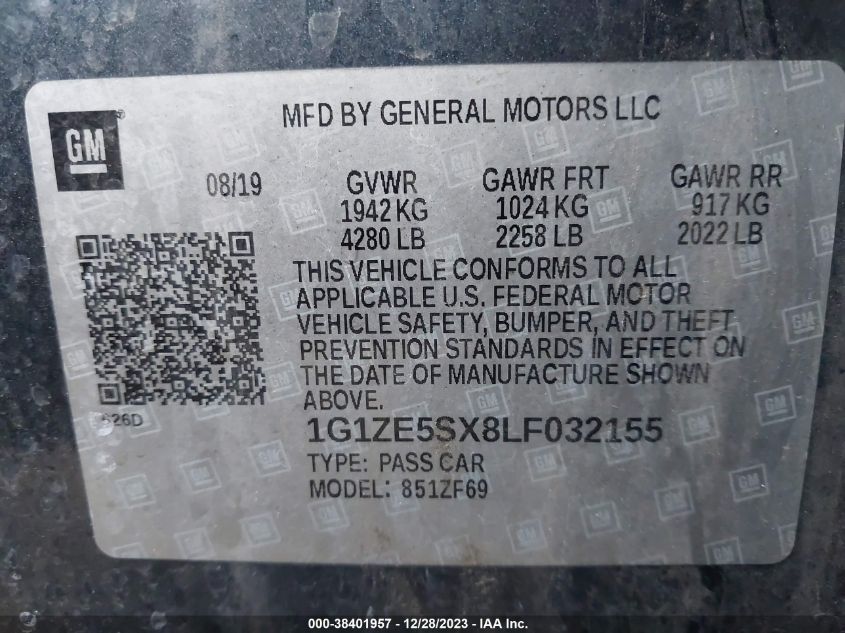 MFD BY GENERAL MOTORS LLC
GM
08/19
GVWR GAWR FRT GAWR RR
1942 KG 1024 KG 917 KG
4280 LB 2258 LB 2022 LB
THIS VEHICLE CONFORMS TO ALL
APPLICABLE U.S. FEDERAL MOTOR
VEHICLE SAFETY, BUMPER, AND THEFT
PREVENTION STANDARDS IN EFFECT ON
THE DATE OF MANUFACTURE SHOWN
ABOVE.
626D
1G1ZE5SX8LF032155
TYPE: PASS CAR
MODEL: 851ZF69
000-38401957 - 12/28/2023 - IAA Inc.